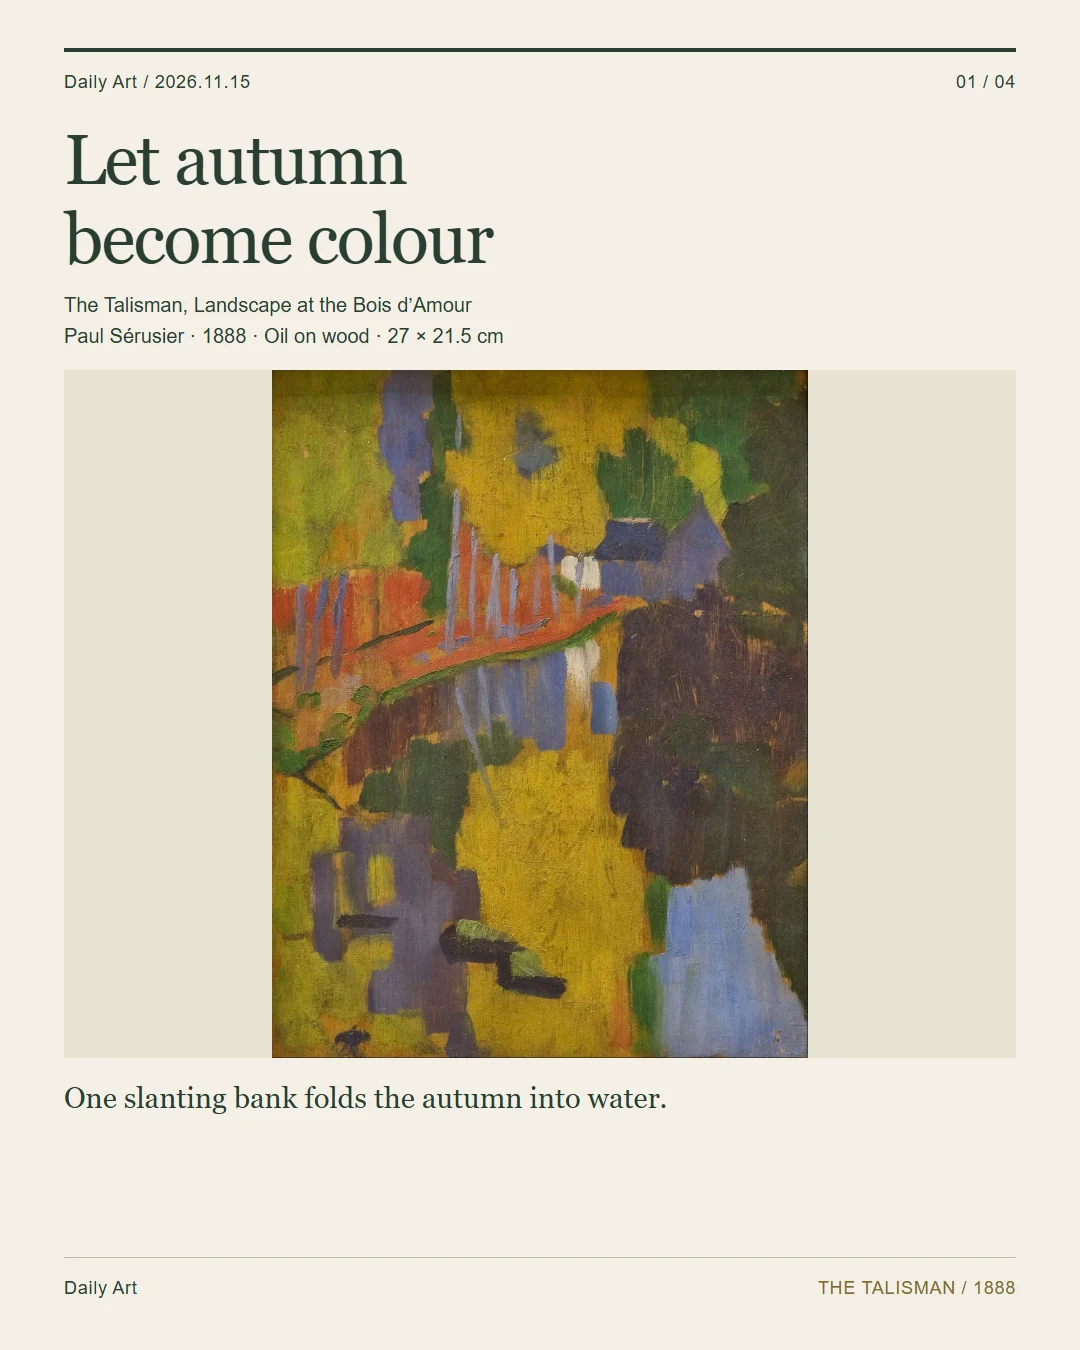 Daily Art / 2026.11.15
01 / 04
Let autumn
become colour
The Talisman, Landscape at the Bois d’Amour
Paul Sérusier · 1888 · Oil on wood · 27 × 21.5 cm
One slanting bank folds the autumn into water.
Daily Art
THE TALISMAN / 1888